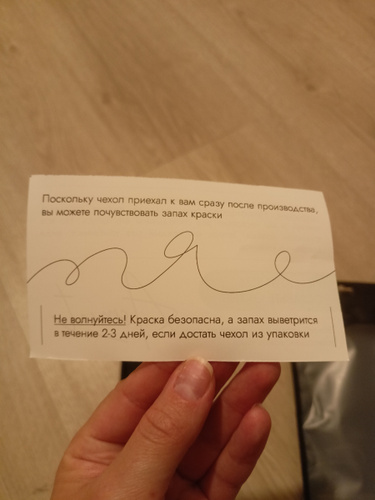 Поскольку чехол приехал к вам сразу после производства,
вы можете почувствовать запах краски
Не волнуйтесь! Краска безопасна, а запах выветрится
в течение 2-3 дней, если достать чехол из упаковки